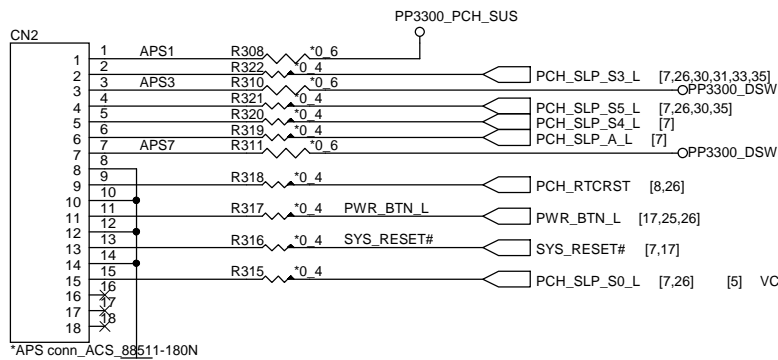 PP3300_PCH_SUS
CN2
1 1 APS1 R308 *0_6
2 2 R322 *0_4 PCH_SLP_S3_L [7,26,30,31,33,35]
3 3 APS3 R310 *0_6 PP3300_DSW
4 4 R321 *0_4 PCH_SLP_S5_L [7,26,30,35]
5 5 R320 *0_4 PCH_SLP_S4_L [7]
6 6 R319 *0_4 PCH_SLP_A_L [7]
7 7 APS7 R311 *0_6 PP3300_DSW
8 8
9 9 R318 *0_4 PCH_RTCRST [8,26]
10 10
11 11 R317 *0_4 PWR_BTN_L PWR_BTN_L [17,25,26]
12 12
13 13 R316 *0_4 SYS_RESET# SYS_RESET# [7,17]
14 14
15 15 R315 *0_4 PCH_SLP_S0_L [7,26] [5] VC
16 16
17 17
18 18
*APS conn_ACS_88511-180N